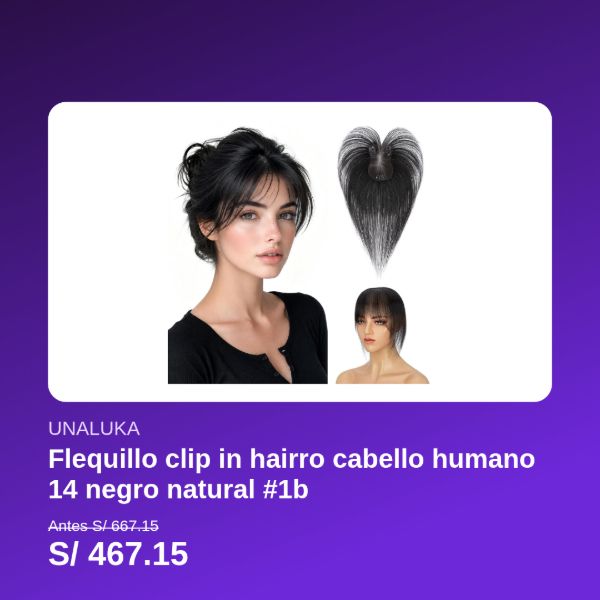 UNALUKA
Flequillo clip in hairro cabello humano
14 negro natural #1b
Antes S/ 667.15
S/ 467.15